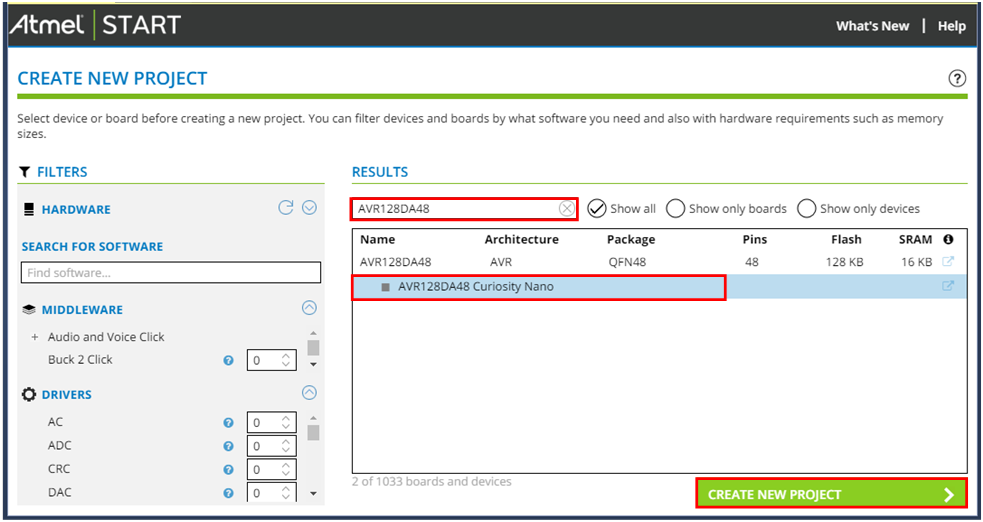 Atmel START
What's New | Help
CREATE NEW PROJECT
?
Select device or board before creating a new project. You can filter devices and boards by what software you need and also with hardware requirements such as memory
sizes.
FILTERS
HARDWARE
SEARCH FOR SOFTWARE
Find software...
MIDDLEWARE
+ Audio and Voice Click
Buck 2 Click ? 0
DRIVERS
AC ? 0
ADC ? 0
CRC ? 0
DAC ? 0
RESULTS
AVR128DA48 Show all Show only boards Show only devices
Name Architecture Package Pins Flash SRAM
AVR128DA48 AVR QFN48 48 128 KB 16 KB
AVR128DA48 Curiosity Nano
2 of 1033 boards and devices
CREATE NEW PROJECT